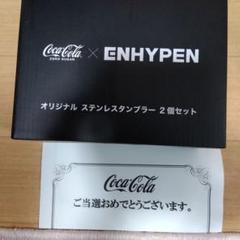 Coca-Cola × ENHYPEN
ZERO SUGAR
オリジナル ステンレスタンブラー 2個セット
Coca-Cola
ご当選おめでとうございます。